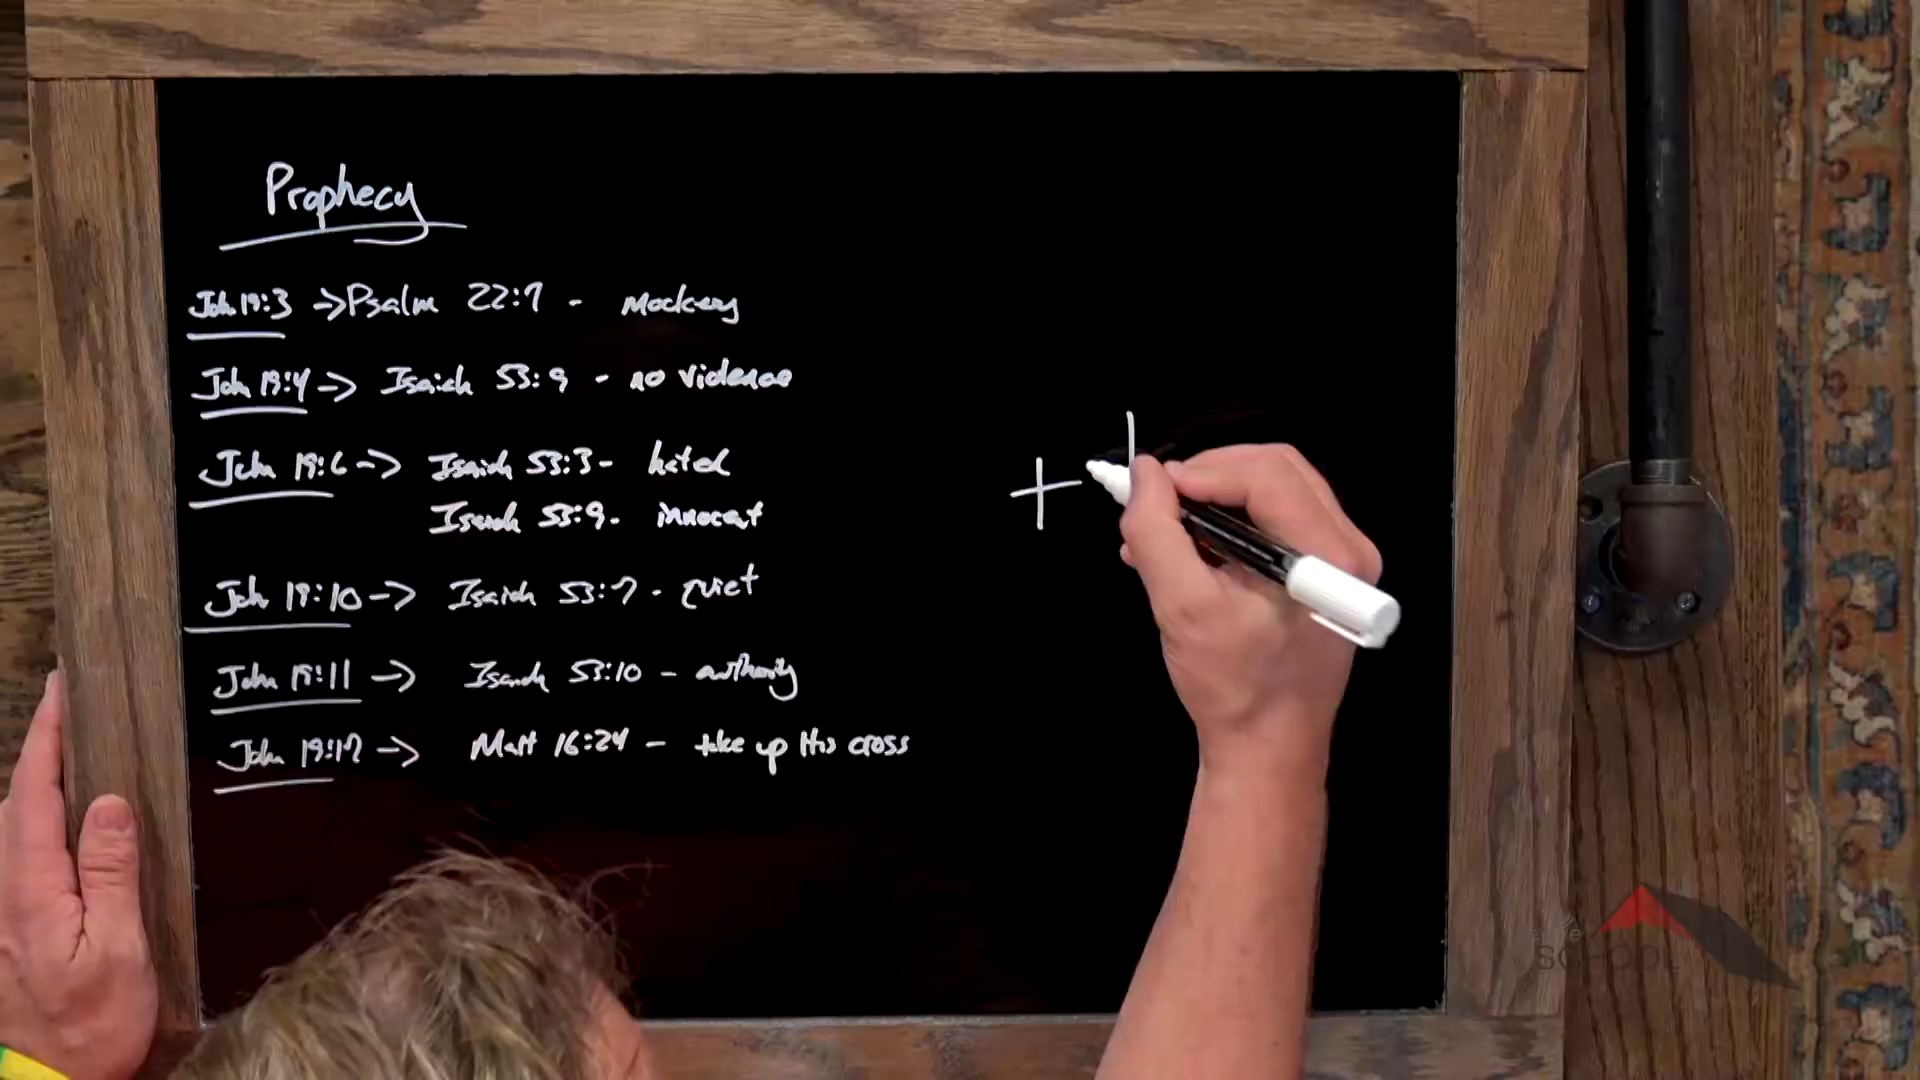 Prophecy
John 19:3 -> Psalm 22:7 - mockery
John 19:4 -> Isaiah 53:9 - no violence
John 19:6 -> Isaiah 53:3 - hated
Isaiah 53:9 - innocent
John 19:10 -> Isaiah 53:7 - quiet
John 19:11 -> Isaiah 53:10 - authority
John 19:17 -> Matt 16:24 - take up His cross
SCHOOL